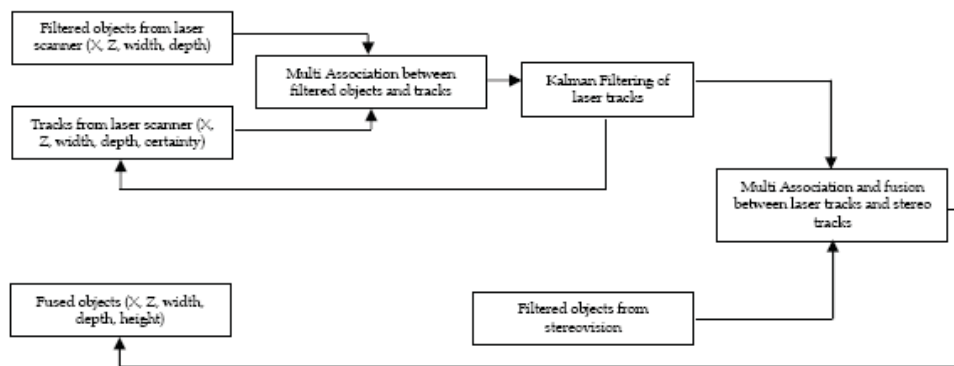 Filtered objects from laser
scanner (X, Z, width, depth)
Multi Association between
filtered objects and tracks
Kalman Filtering of
laser tracks
Tracks from laser scanner (X,
Z, width, depth, certainty)
Multi Association and fusion
between laser tracks and stereo
tracks
Fused objects (X, Z, width,
depth, height)
Filtered objects from
stereovision